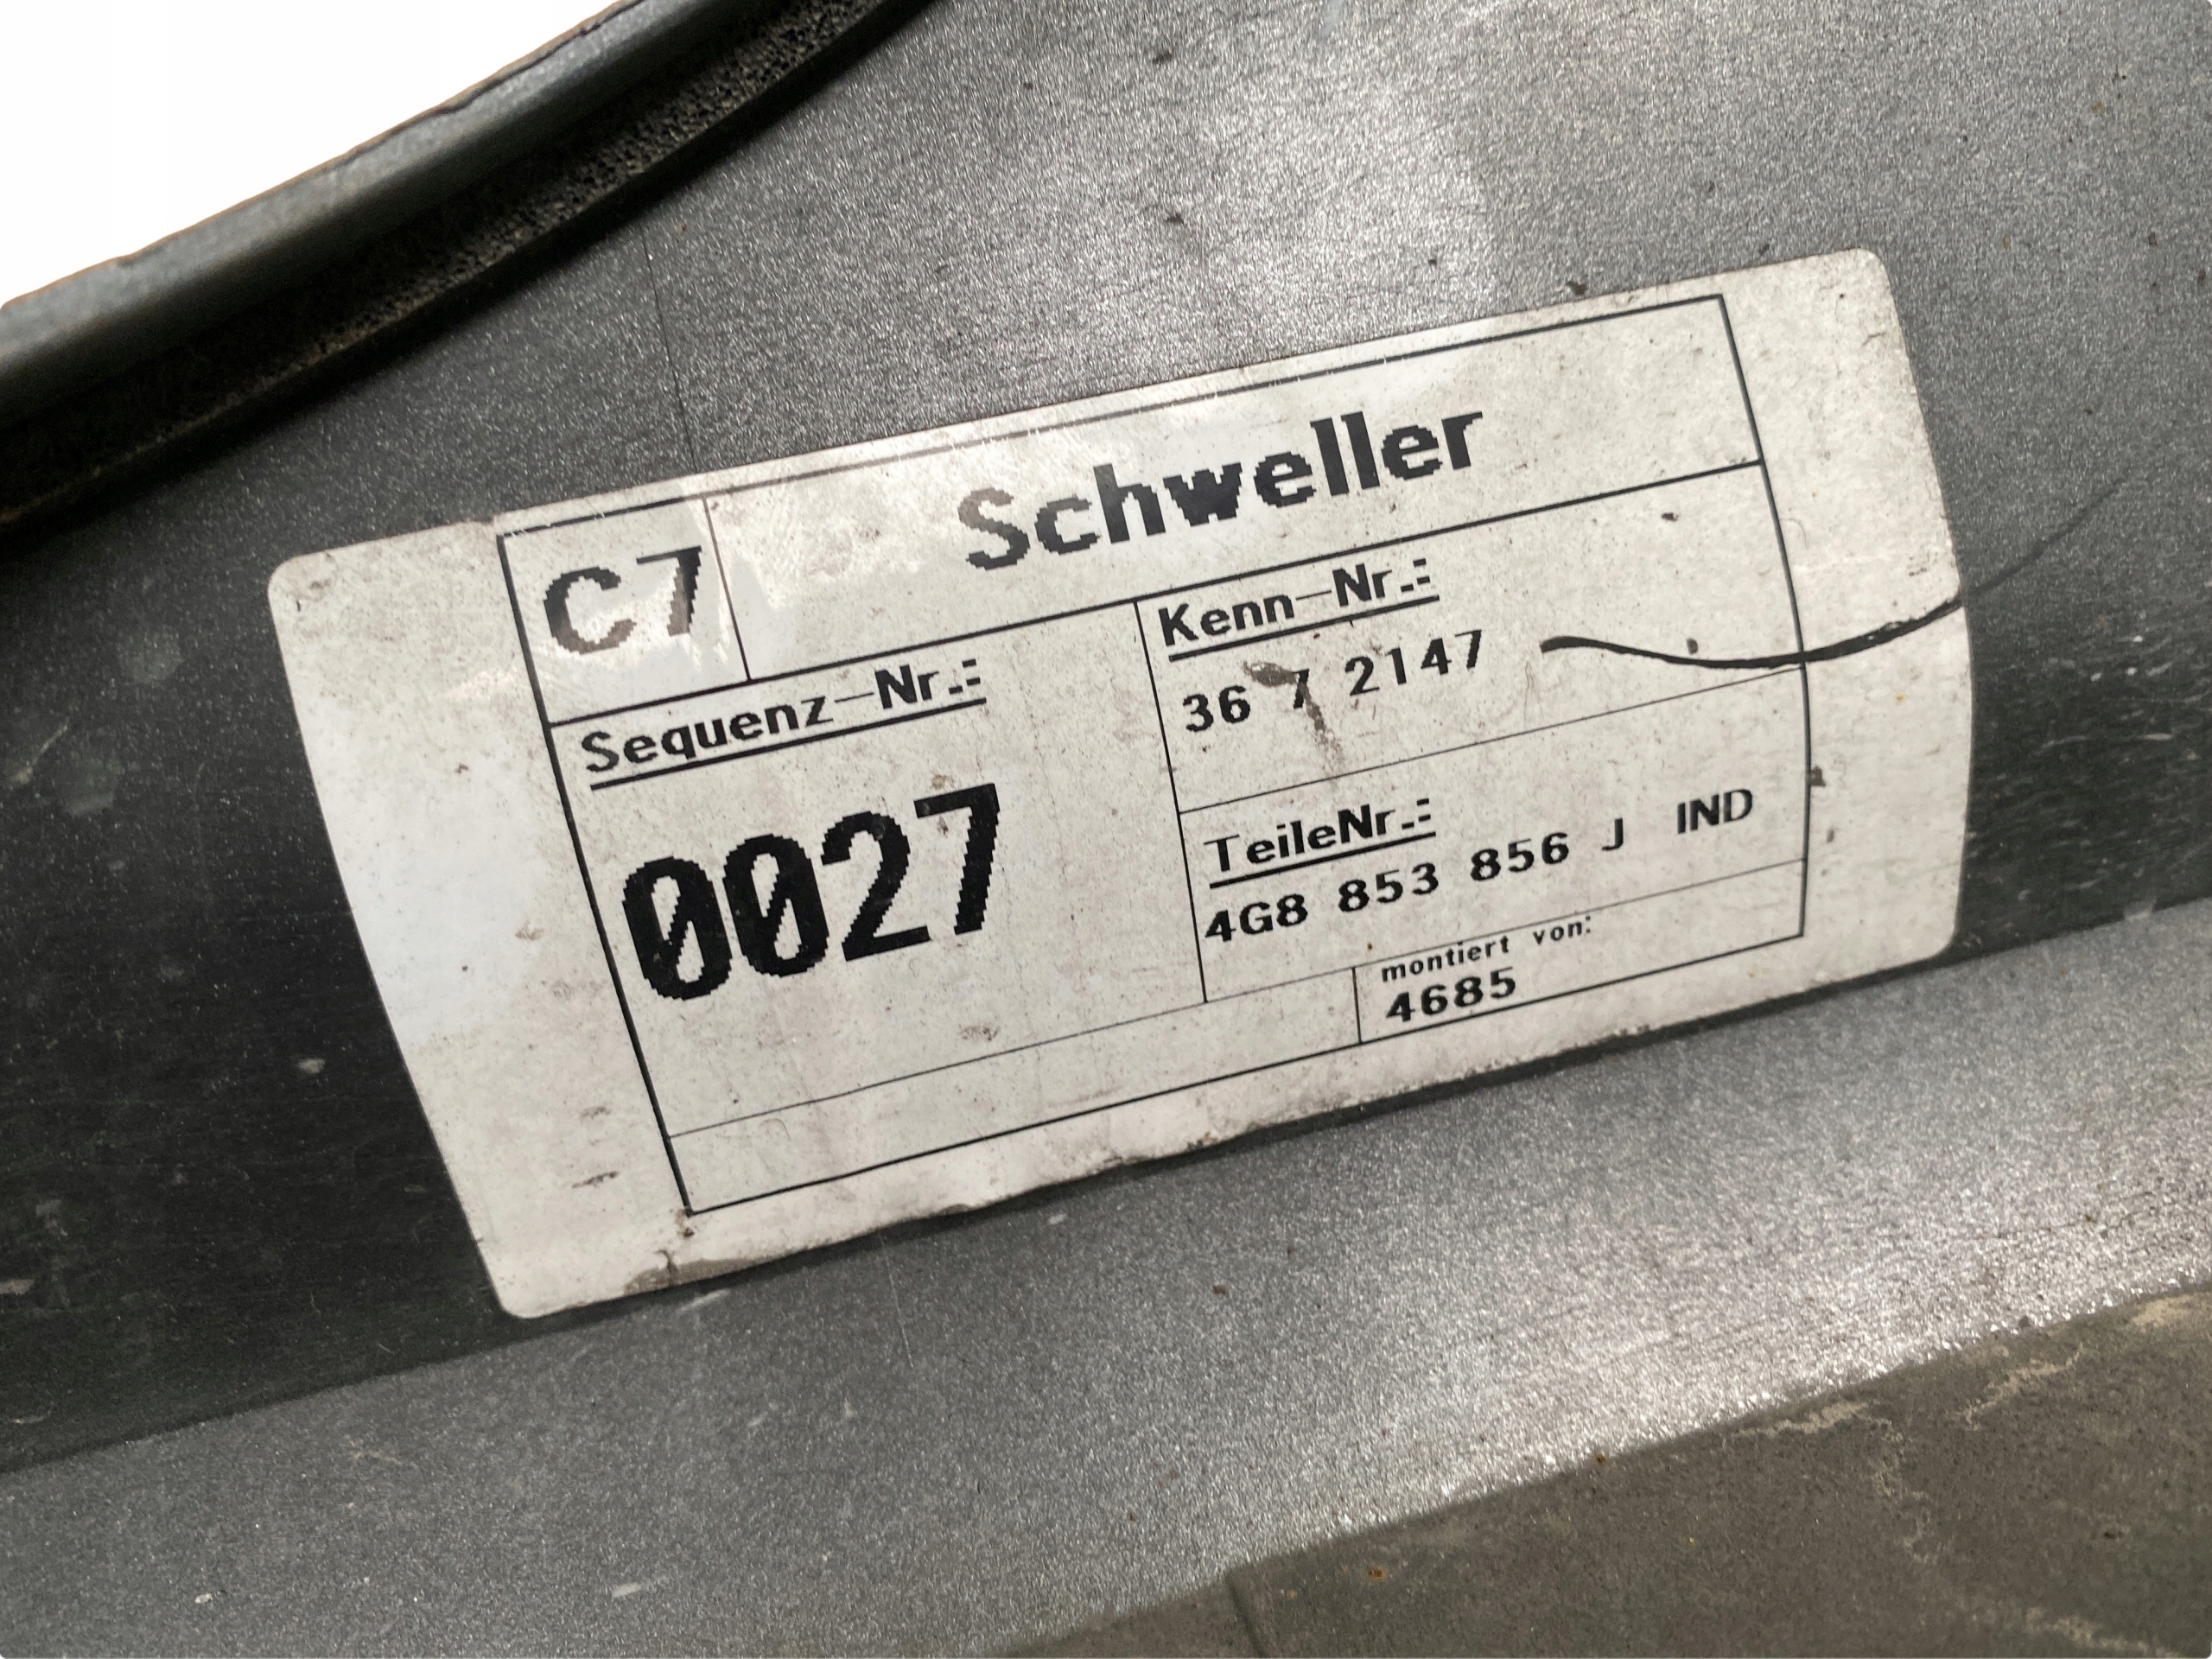 C7 Schweller
Sequenz-Nr.:
0027
Kenn-Nr.:
36 7 2147
TeileNr.:
4G8 853 856 J IND
montiert von:
4685